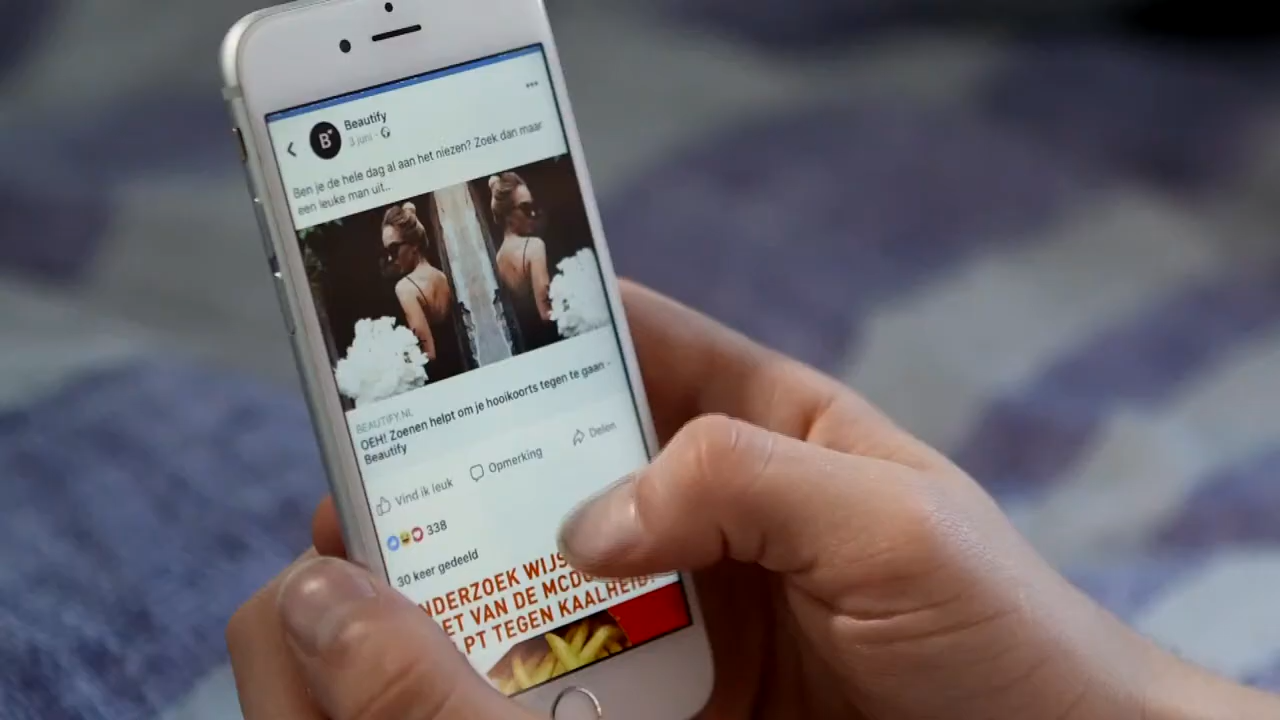 B
Beautify
3 juni
Ben je de hele dag al aan het niezen? Zoek dan maar
een leuke man uit..
BEAUTIFY.NL
OEH! Zoenen helpt om je hooikoorts tegen te gaan -
Beautify
Vind ik leuk
Opmerking
Delen
338
30 keer gedeeld
NDERZOEK WIJS
ET VAN DE MCDO
PT TEGEN KAALHEID!